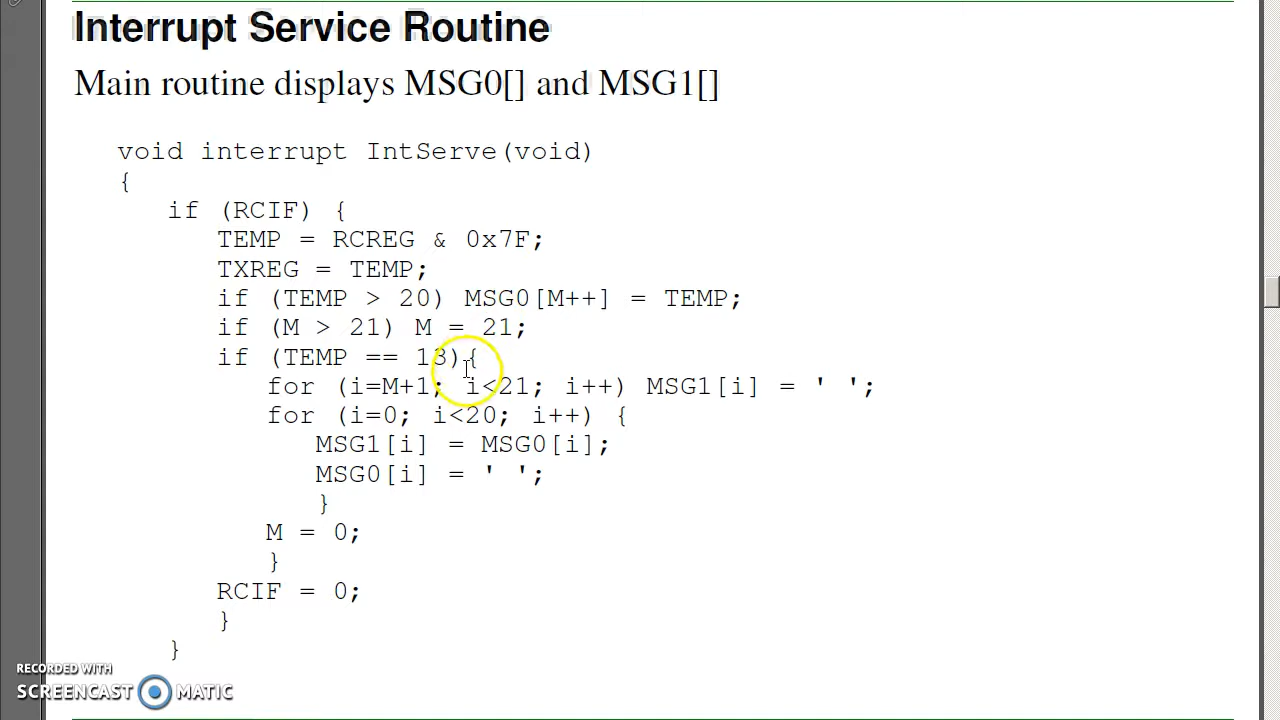 Interrupt Service Routine
Main routine displays MSG0[] and MSG1[]
void interrupt IntServe(void)
{
if (RCIF) {
TEMP = RCREG & 0x7F;
TXREG = TEMP;
if (TEMP > 20) MSG0[M++] = TEMP;
if (M > 21) M = 21;
if (TEMP == 13){
for (i=M+1; i<21; i++) MSG1[i] = ' ';
for (i=0; i<20; i++) {
MSG1[i] = MSG0[i];
MSG0[i] = ' ';
}
M = 0;
}
RCIF = 0;
}
}
RECORDED WITH
SCREENCAST MATIC